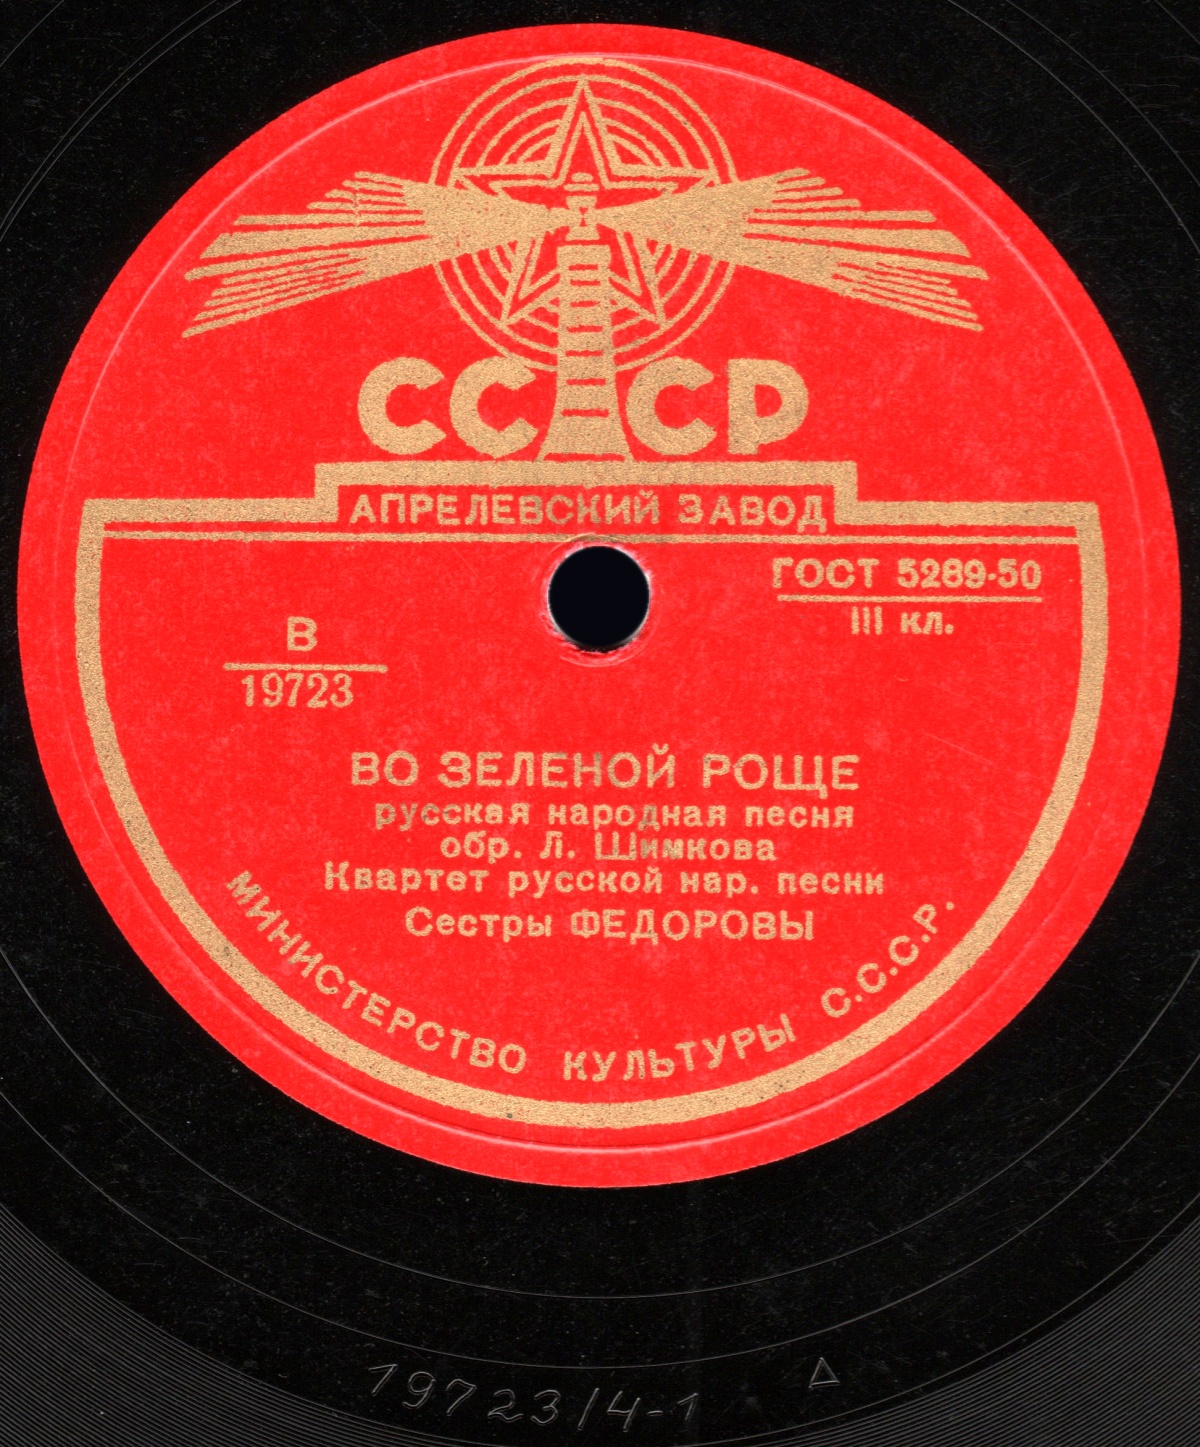 СССР
АПРЕЛЕВСКИЙ ЗАВОД
ГОСТ 5289-50
III кл.
В
19723
ВО ЗЕЛЕНОЙ РОЩЕ
русская народная песня
обр. Л. Шимкова
Квартет русской нар. песни
Сестры ФЕДОРОВЫ
МИНИСТЕРСТВО КУЛЬТУРЫ С.С.С.Р.
19723/4-1 Δ